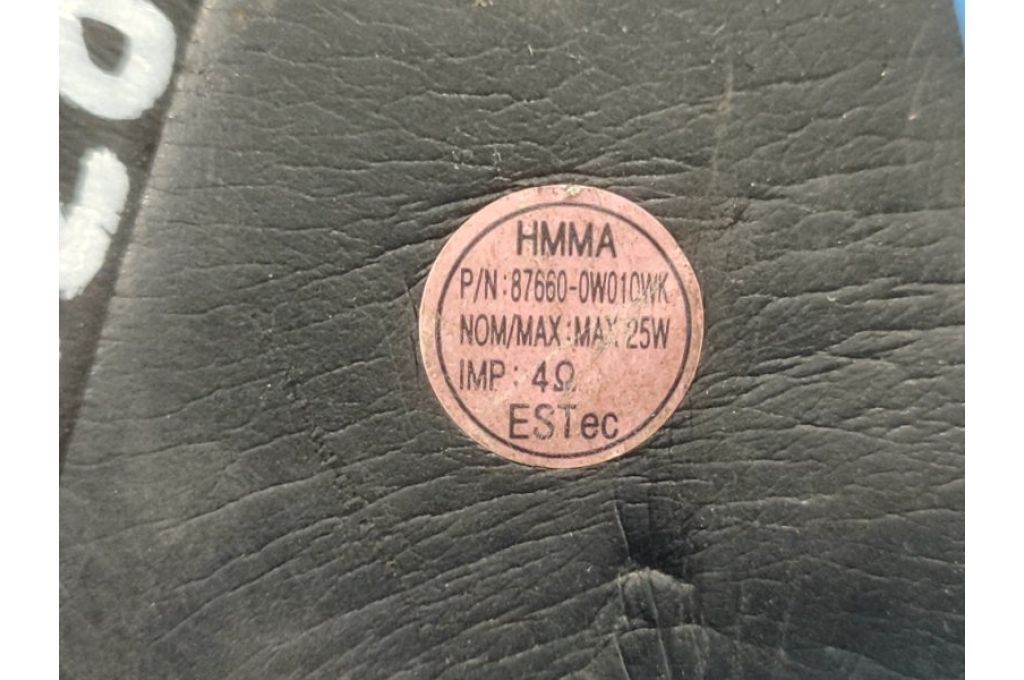 HMMA
P/N:87660-0W010WK
NOM/MAX:MAX 25W
IMP: 4Ω
ESTec